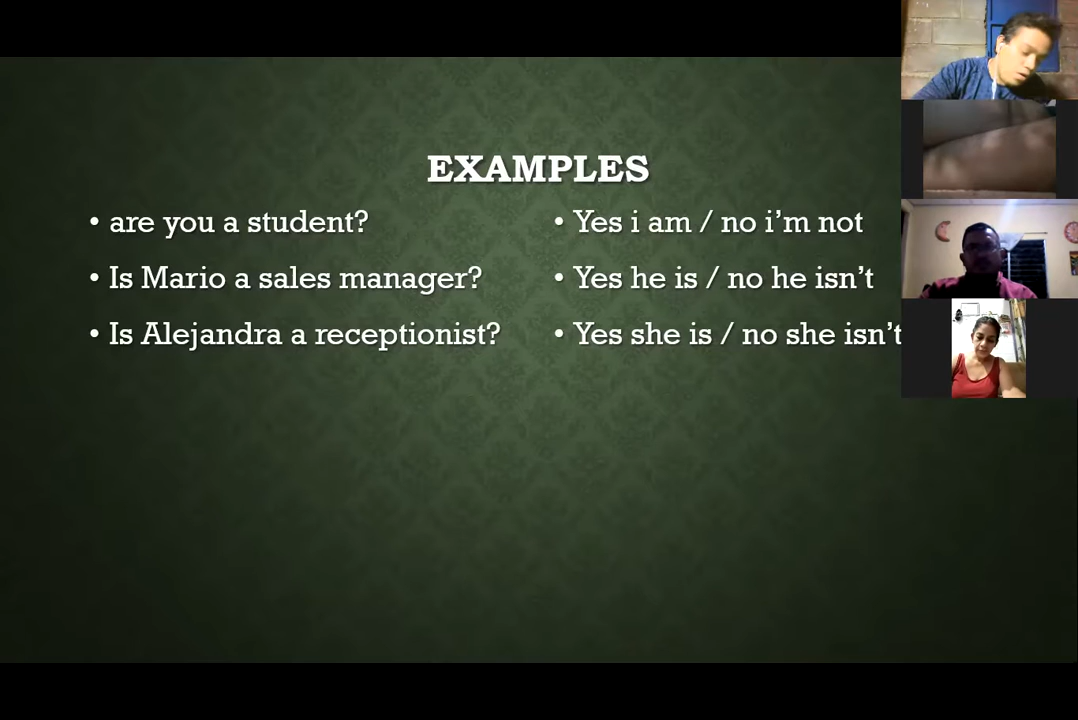 EXAMPLES
• are you a student?
• Is Mario a sales manager?
• Is Alejandra a receptionist?
• Yes i am / no i'm not
• Yes he is / no he isn't
• Yes she is / no she isn't